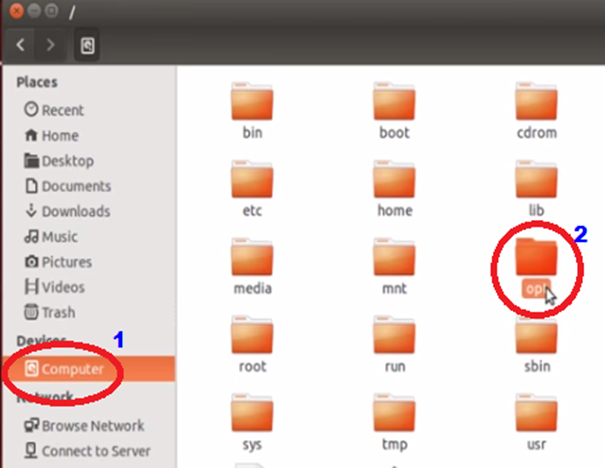 /
Places
Recent
Home
Desktop
Documents
Downloads
Music
Pictures
Videos
Trash
Devices
1
Computer
Network
Browse Network
Connect to Server
bin boot cdrom
etc home lib
2
media mnt opt
root run sbin
sys tmp usr